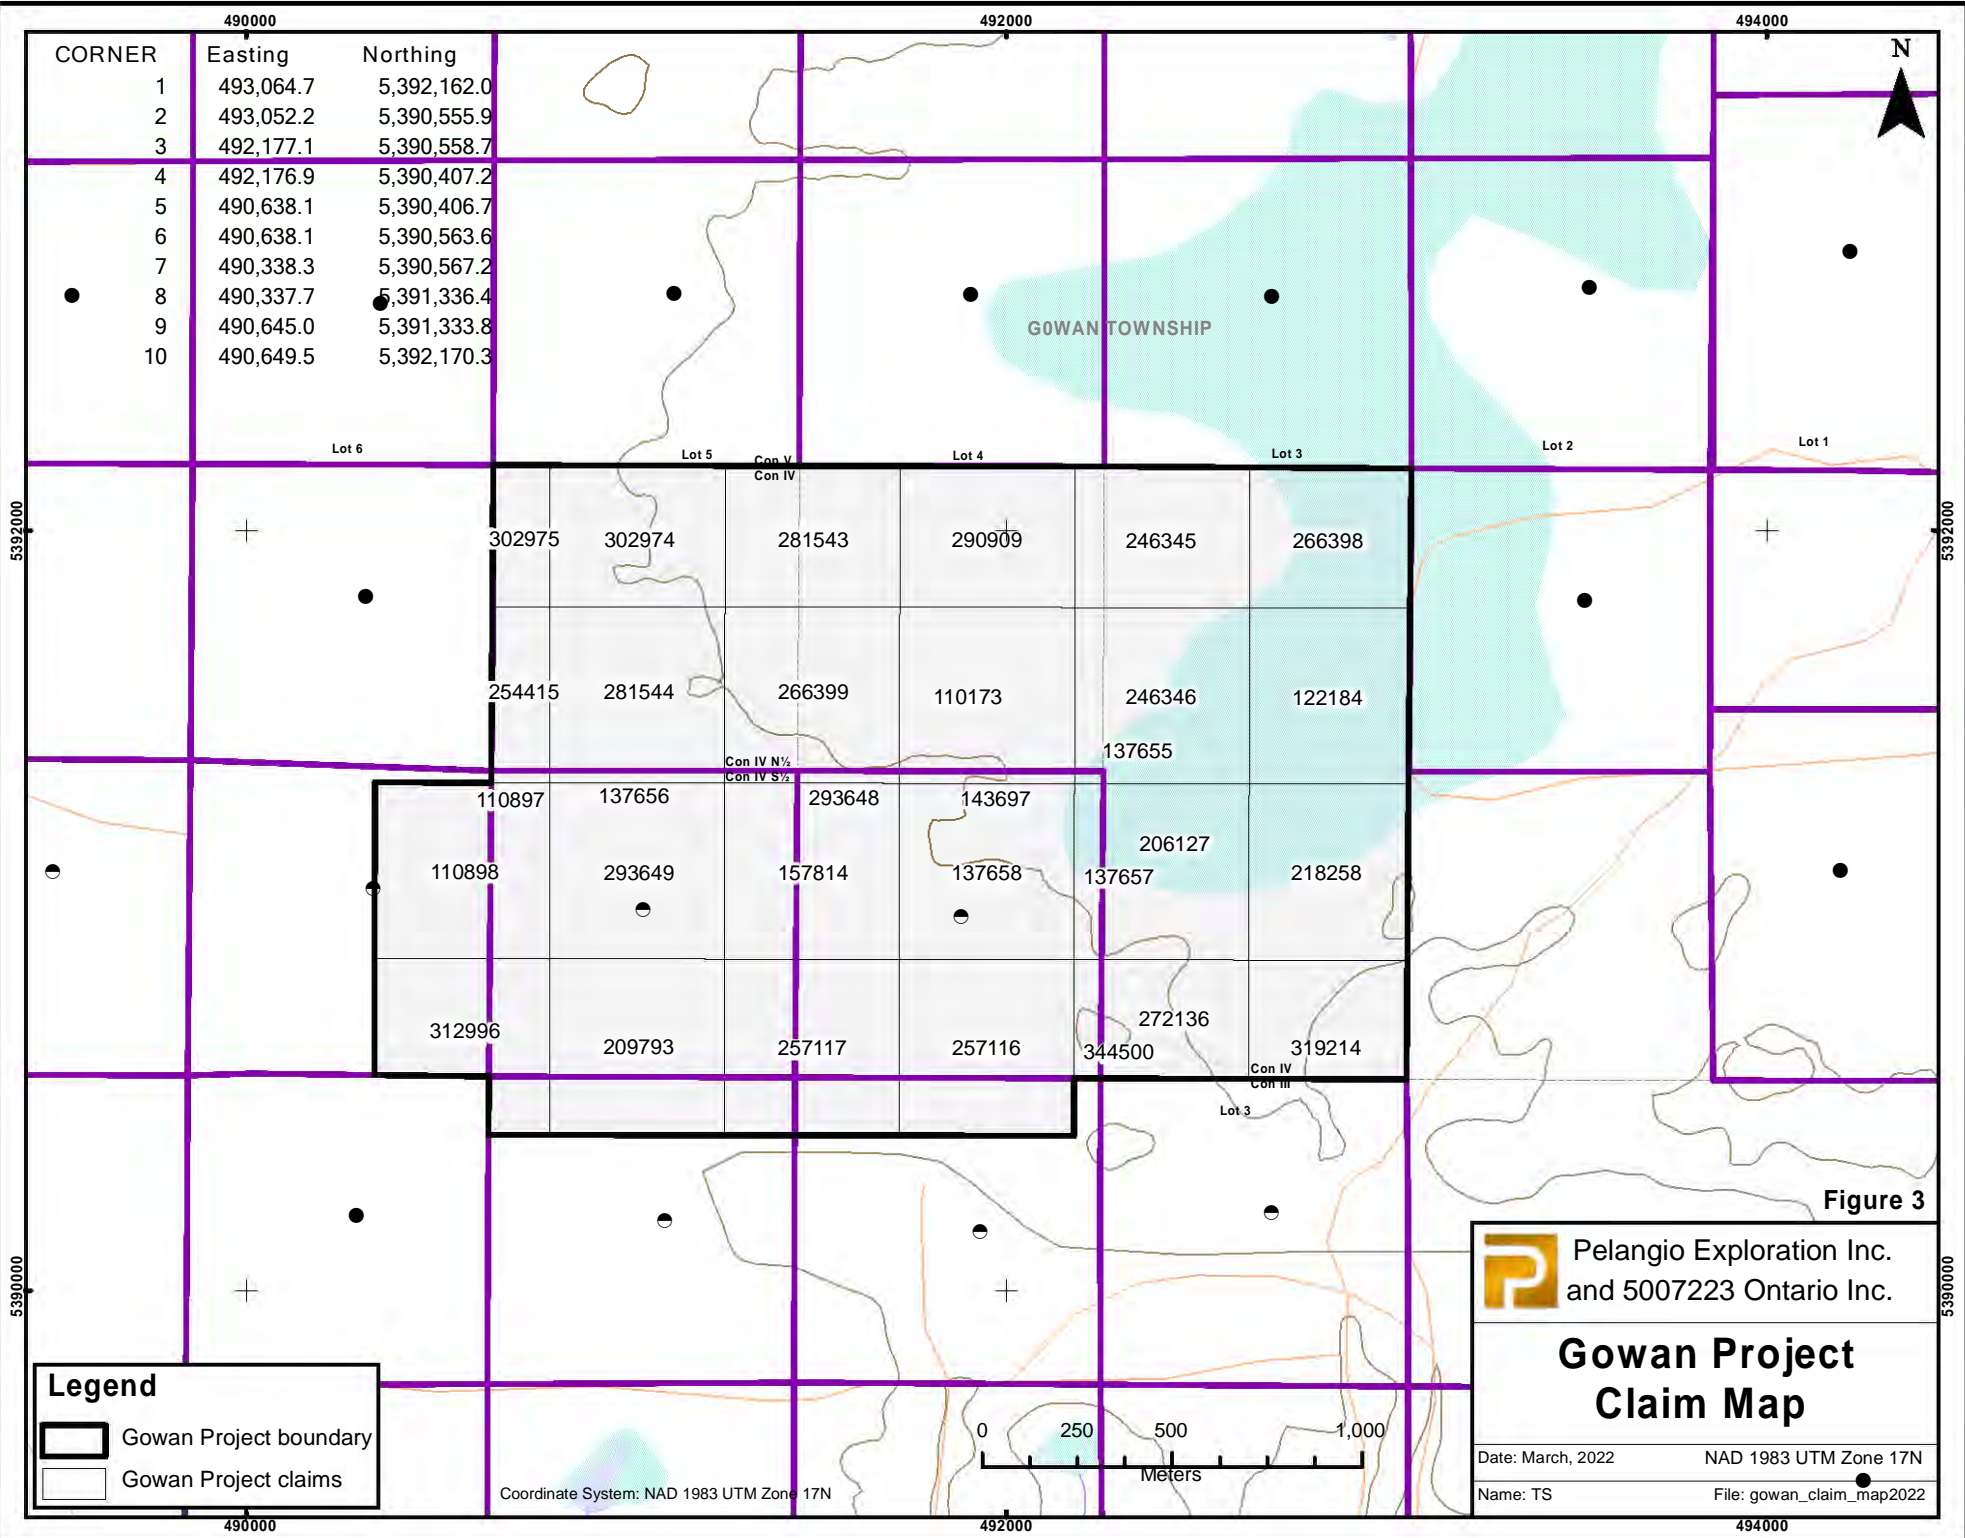 490000 492000 494000
CORNER Easting Northing
1 493,064.7 5,392,162.0
2 493,052.2 5,390,555.9
3 492,177.1 5,390,558.7
4 492,176.9 5,390,407.2
5 490,638.1 5,390,406.7
6 490,638.1 5,390,563.6
7 490,338.3 5,390,567.2
8 490,337.7 5,391,336.4
9 490,645.0 5,391,333.8
10 490,649.5 5,392,170.3
N
G0WAN TOWNSHIP
Lot 6 Lot 5 Lot 4 Lot 3 Lot 2 Lot 1
Con V
Con IV
5392000 5392000
302975 302974 281543 290909 246345 266398
254415 281544 266399 110173 246346 122184
137655
Con IV N½
Con IV S½
110897 137656 293648 143697
206127
110898 293649 157814 137658 137657 218258
312996 209793 257117 257116 344500 272136 319214
Con IV
Con III
Lot 3
Figure 3
5390000 5390000
Pelangio Exploration Inc.
and 5007223 Ontario Inc.
Gowan Project
Claim Map
Date: March, 2022 NAD 1983 UTM Zone 17N
Name: TS File: gowan_claim_map2022
Legend
Gowan Project boundary
Gowan Project claims
0 250 500 1,000
Meters
Coordinate System: NAD 1983 UTM Zone 17N
490000 492000 494000